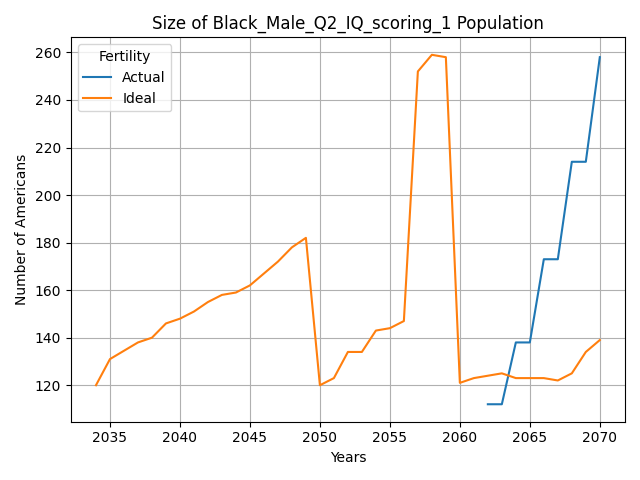 Size of Black_Male_Q2_IQ_scoring_1 Population
Fertility
Actual
Ideal
Number of Americans
260
240
220
200
180
160
140
120
2035 2040 2045 2050 2055 2060 2065 2070
Years